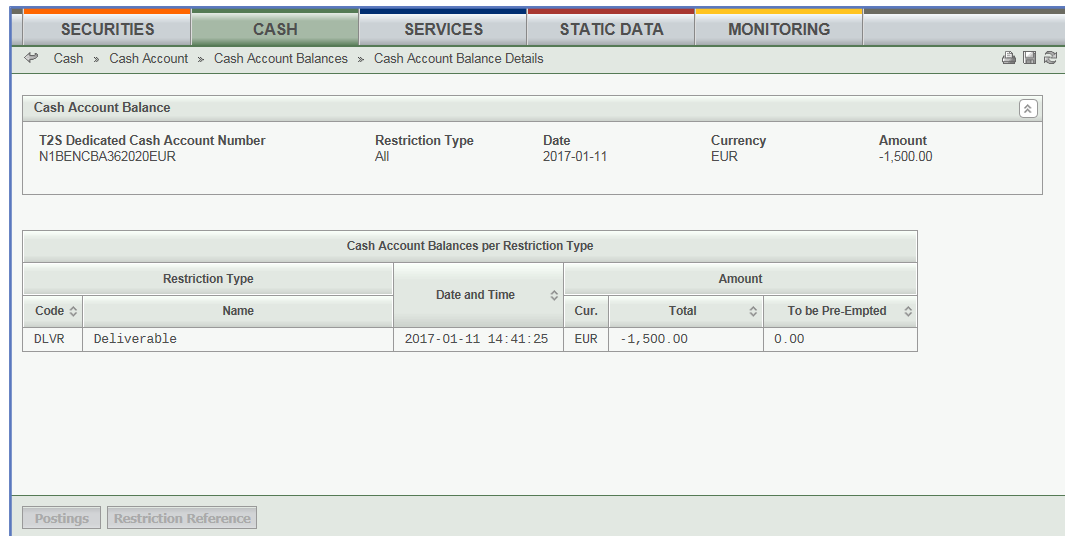 SECURITIES CASH SERVICES STATIC DATA MONITORING
Cash » Cash Account » Cash Account Balances » Cash Account Balance Details
Cash Account Balance
T2S Dedicated Cash Account Number Restriction Type Date Currency Amount
N1BENCBA362020EUR All 2017-01-11 EUR -1,500.00
Cash Account Balances per Restriction Type
Restriction Type Date and Time Amount
Code Name Cur. Total To be Pre-Empted
DLVR Deliverable 2017-01-11 14:41:25 EUR -1,500.00 0.00
Postings Restriction Reference